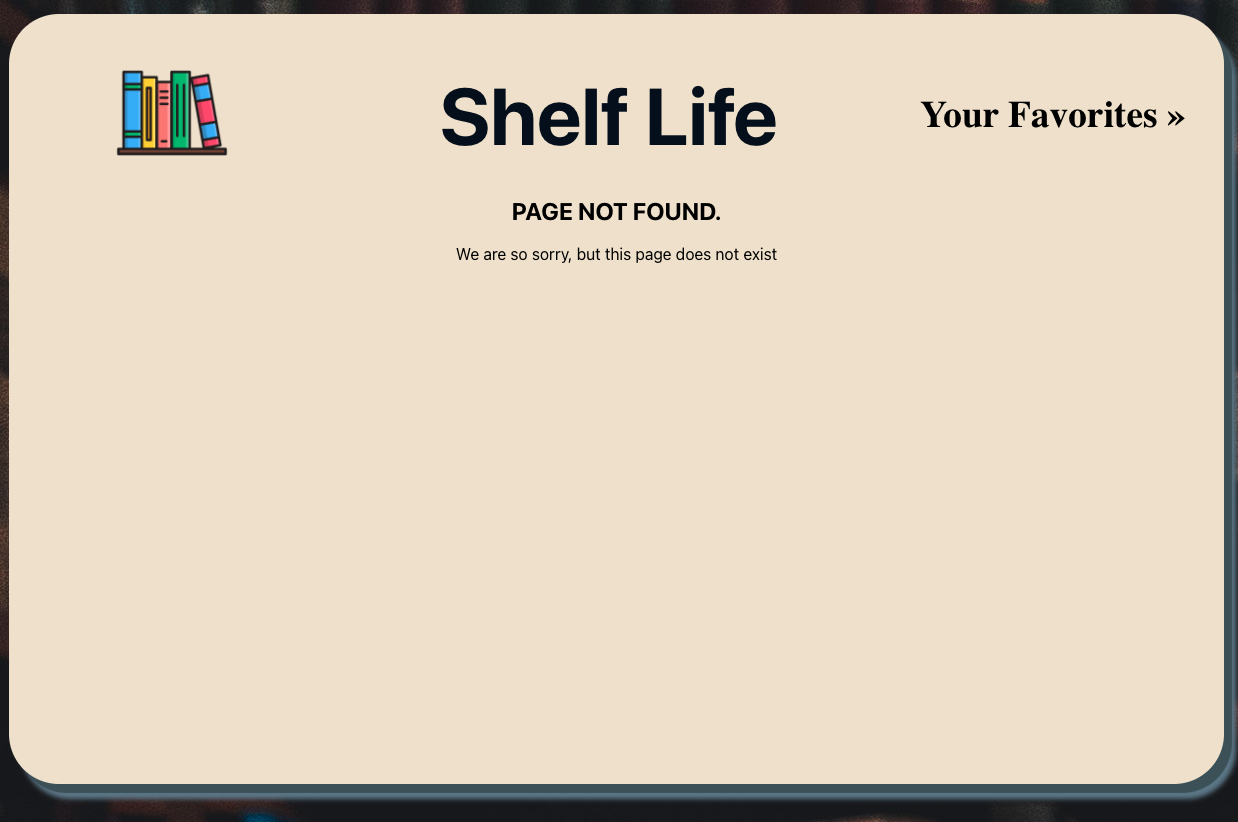 Shelf Life
Your Favorites »
PAGE NOT FOUND.
We are so sorry, but this page does not exist